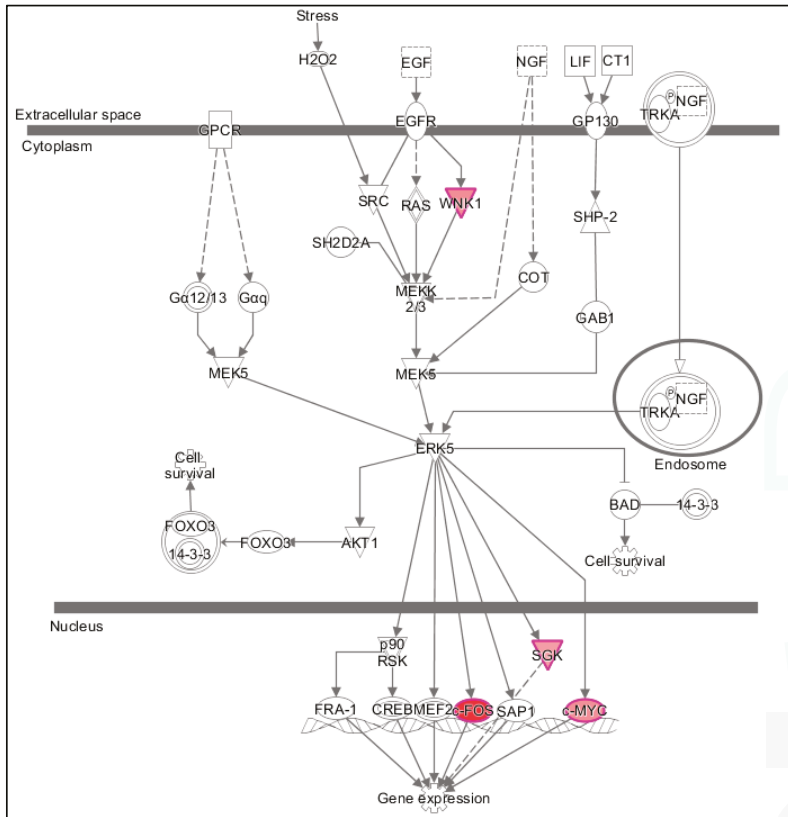 Stress
H2O2
EGF
NGF
LIF
CT1
P
NGF
TRKA
Extracellular space
GPCR
EGFR
GP130
Cytoplasm
SRC
RAS
WNK1
SHP-2
SH2D2A
Gα12/13
Gαq
MEKK
2/3
COT
GAB1
MEK5
MEK5
P
NGF
TRKA
ERK5
Endosome
Cell
survival
BAD
14-3-3
FOXO3
14-3-3
FOXO3
AKT1
Cell survival
Nucleus
p90
RSK
SGK
FRA-1
CREB
MEF2
c-FOS
SAP1
c-MYC
Gene expression